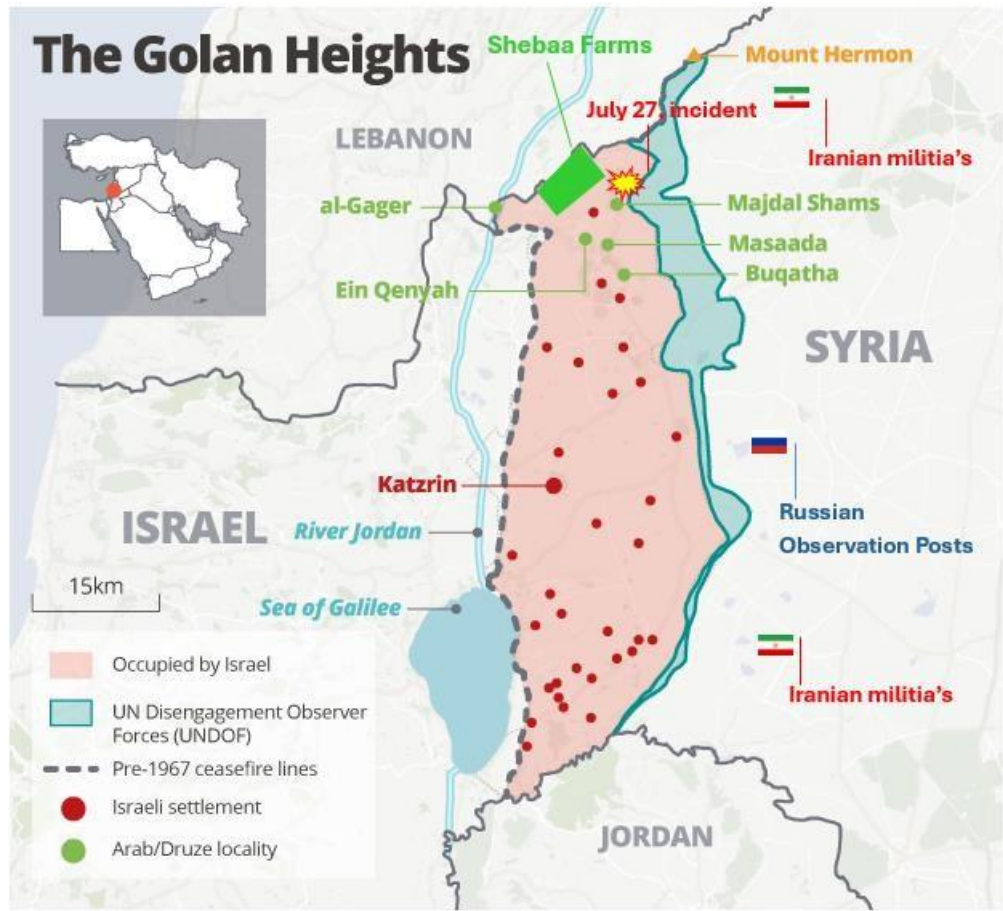 The Golan Heights
Shebaa Farms
Mount Hermon
July 27, incident
LEBANON
Iranian militia's
al-Gager
Majdal Shams
Masaada
Ein Qenyah
Buqatha
SYRIA
Katzrin
ISRAEL
River Jordan
Russian
Observation Posts
15km
Sea of Galilee
Occupied by Israel
UN Disengagement Observer
Forces (UNDOF)
Pre-1967 ceasefire lines
Israeli settlement
Arab/Druze locality
Iranian militia's
JORDAN